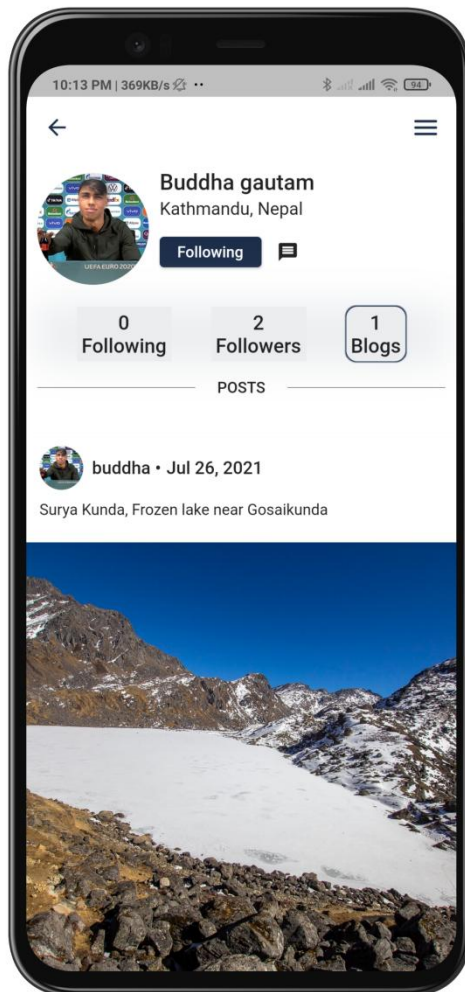 10:13 PM | 369KB/s
94
Buddha gautam
Kathmandu, Nepal
Following
0
Following
2
Followers
1
Blogs
UEFA EURO 2020
POSTS
buddha • Jul 26, 2021
Surya Kunda, Frozen lake near Gosaikunda